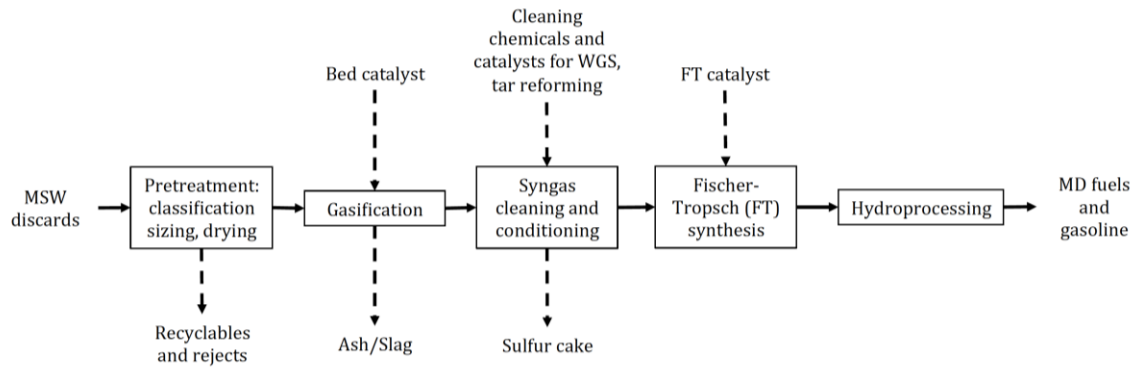 Cleaning
chemicals and
catalysts for WGS,
tar reforming
Bed catalyst
FT catalyst
MSW
discards
Pretreatment:
classification
sizing, drying
Gasification
Syngas
cleaning and
conditioning
Fischer-
Tropsch (FT)
synthesis
Hydroprocessing
MD fuels
and
gasoline
Recyclables
and rejects
Ash/Slag
Sulfur cake